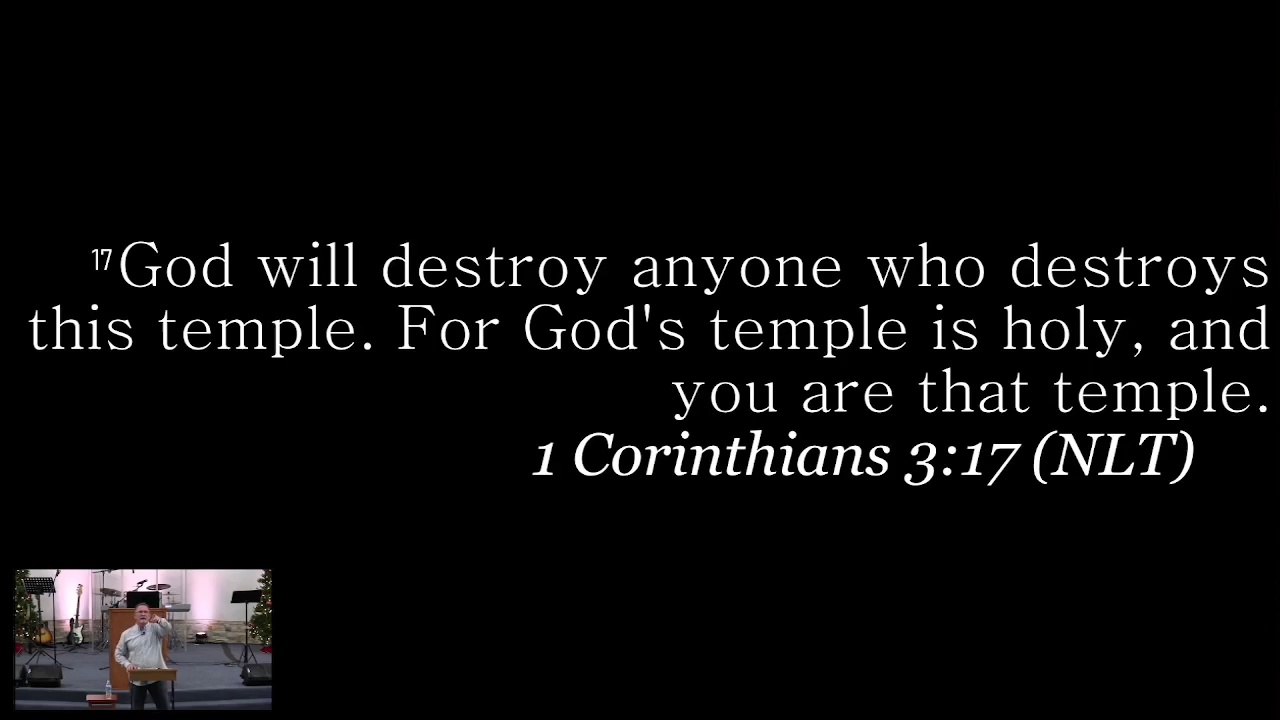 17God will destroy anyone who destroys
this temple. For God's temple is holy, and
you are that temple.
1 Corinthians 3:17 (NLT)